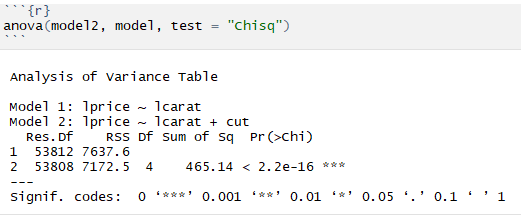 ```{r}
anova(model2, model, test = "Chisq")
```
Analysis of Variance Table
Model 1: lprice ~ lcarat
Model 2: lprice ~ lcarat + cut
  Res.Df    RSS Df Sum of Sq  Pr(>Chi)
1  53812 7637.6
2  53808 7172.5  4    465.14 < 2.2e-16 ***
---
Signif. codes:  0 ‘***’ 0.001 ‘**’ 0.01 ‘*’ 0.05 ‘.’ 0.1 ‘ ’ 1